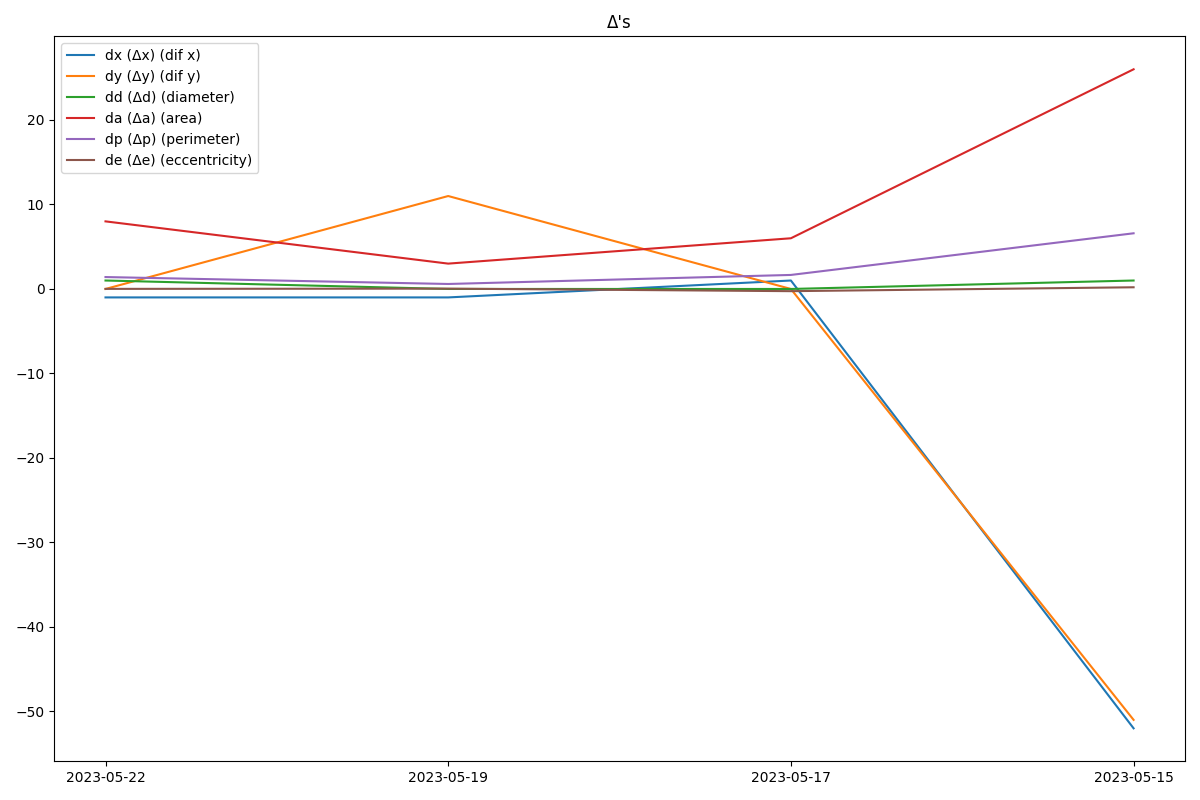 Δ's
dx (Δx) (dif x)
dy (Δy) (dif y)
dd (Δd) (diameter)
da (Δa) (area)
dp (Δp) (perimeter)
de (Δe) (eccentricity)
20
10
0
−10
−20
−30
−40
−50
2023-05-22 2023-05-19 2023-05-17 2023-05-15